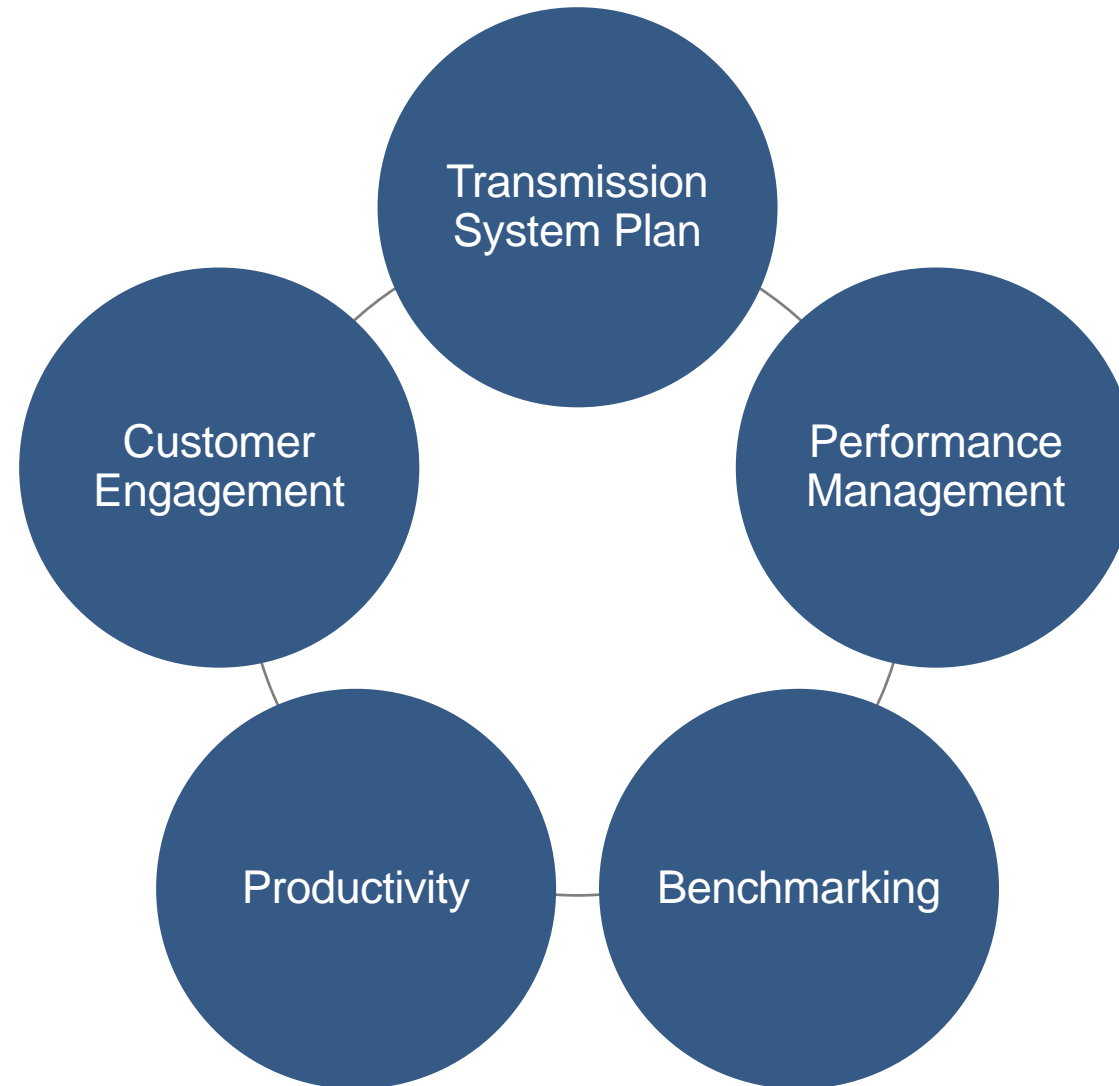 Transmission
System Plan
Customer
Engagement
Performance
Management
Productivity
Benchmarking